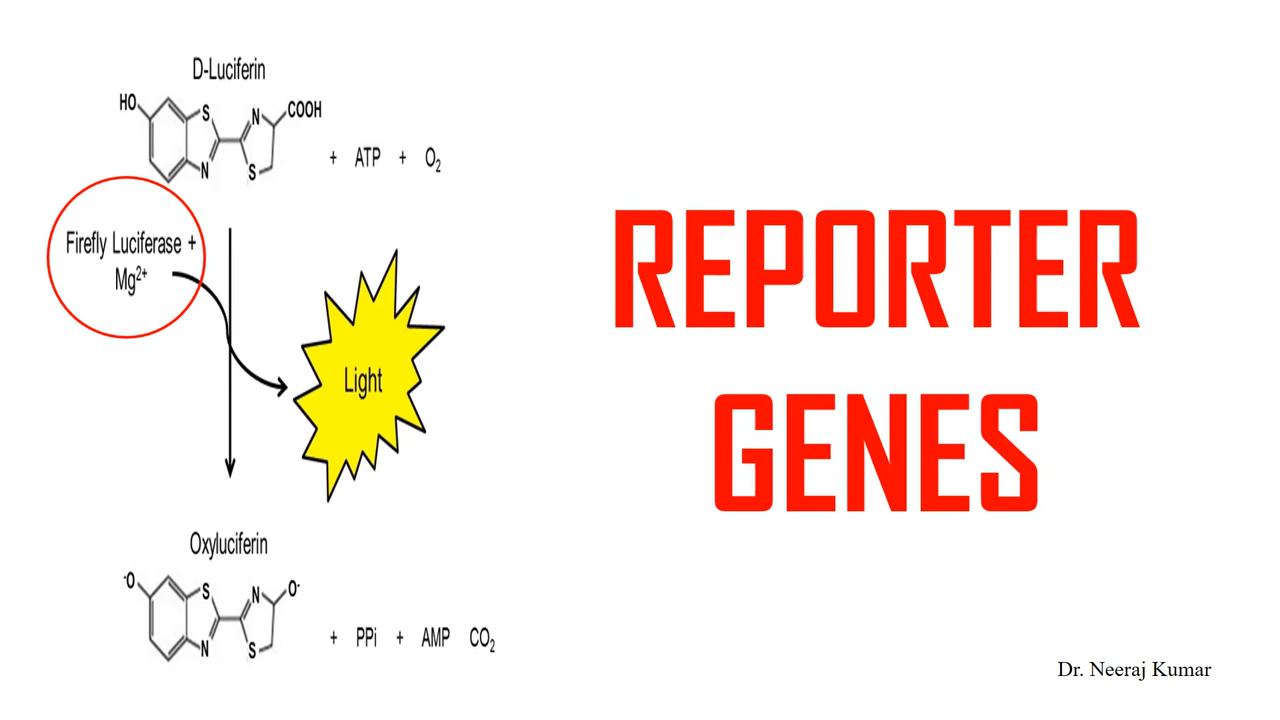 D-Luciferin
HO
S
N
COOH
N
S
+ ATP + O₂
Firefly Luciferase +
Mg²⁺
Light
REPORTER
GENES
Oxyluciferin
⁻O
S
N
O⁻
N
S
+ PPi + AMP CO₂
Dr. Neeraj Kumar